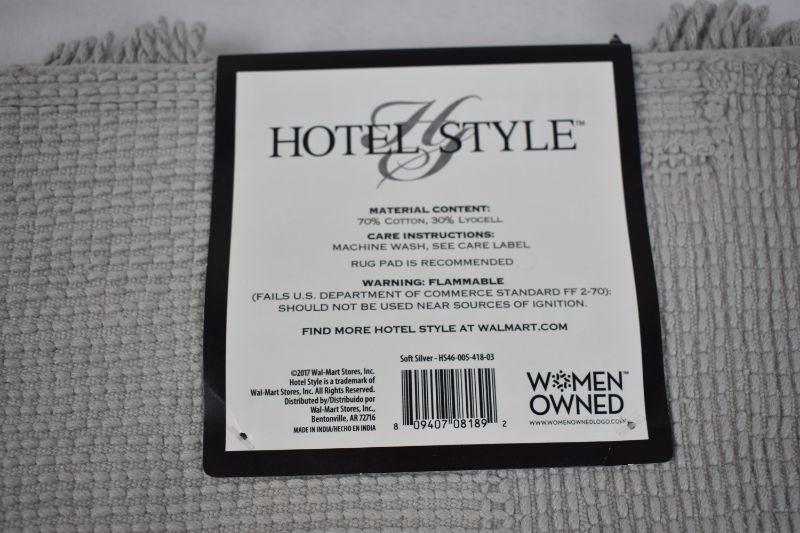 HS
HOTEL STYLE™
MATERIAL CONTENT:
70% COTTON, 30% LYOCELL
CARE INSTRUCTIONS:
MACHINE WASH, SEE CARE LABEL
RUG PAD IS RECOMMENDED
WARNING: FLAMMABLE
(FAILS U.S. DEPARTMENT OF COMMERCE STANDARD FF 2-70):
SHOULD NOT BE USED NEAR SOURCES OF IGNITION.
FIND MORE HOTEL STYLE AT WALMART.COM
©2017 Wal-Mart Stores, Inc.
Hotel Style is a trademark of
Wal-Mart Stores, Inc. All Rights Reserved.
Distributed by/Distribuido por
Wal-Mart Stores, Inc.,
Bentonville, AR 72716
MADE IN INDIA/HECHO EN INDIA
Soft Silver - HS46-005-418-03
8 09407 08189 2
WOMEN™
OWNED
WWW.WOMENOWNEDLOGO.COM